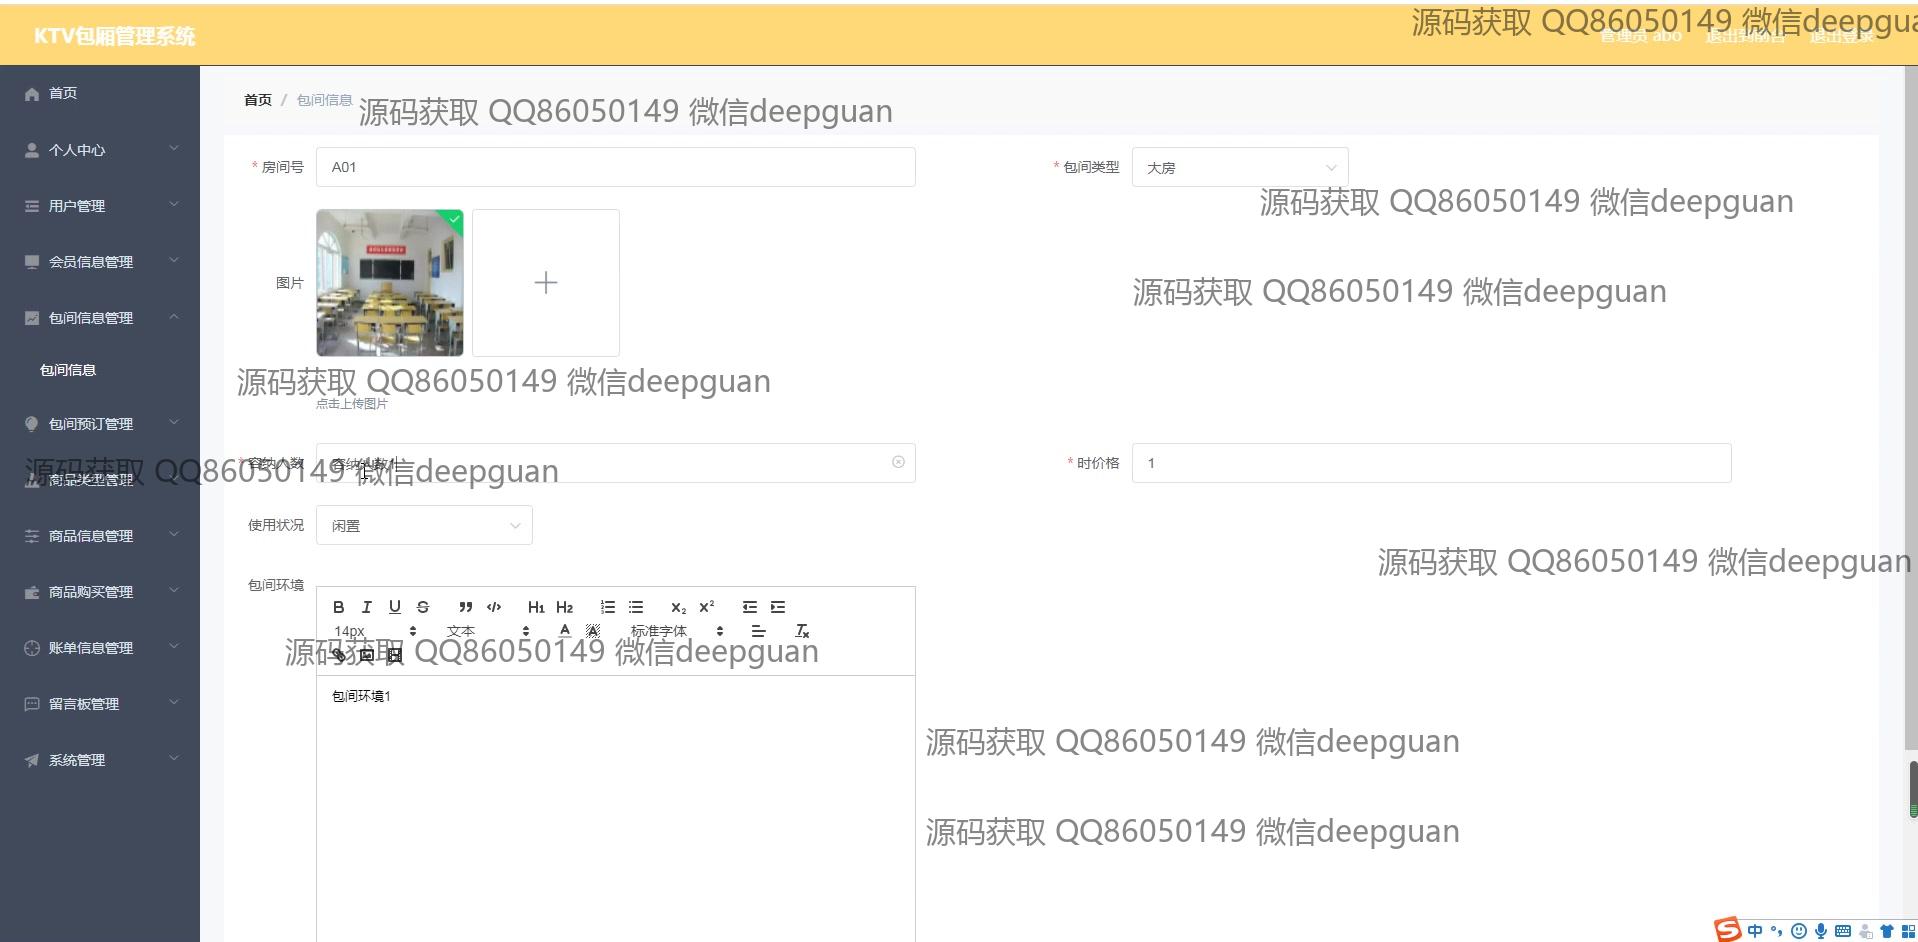 KTV包厢管理系统
源码获取 QQ86050149 微信deepgua
管理员 abo 退出到前台 退出登录
首页
首页 / 包间信息
源码获取 QQ86050149 微信deepguan
个人中心
* 房间号 A01
* 包间类型 大房
用户管理
源码获取 QQ86050149 微信deepguan
会员信息管理
图片
源码获取 QQ86050149 微信deepguan
包间信息管理
包间信息
源码获取 QQ86050149 微信deepguan
点击上传图片
包间预订管理
* 容纳人数 容纳人数1
* 时价格 1
源码获取 QQ86050149 微信deepguan
商品类型管理
使用状况 闲置
商品信息管理
源码获取 QQ86050149 微信deepguan
包间环境
商品购买管理
B I U S H1 H2 X2 X2
14px 文本 A A 标准字体 Tx
账单信息管理
源码获取 QQ86050149 微信deepguan
包间环境1
留言板管理
源码获取 QQ86050149 微信deepguan
系统管理
源码获取 QQ86050149 微信deepguan
S 中